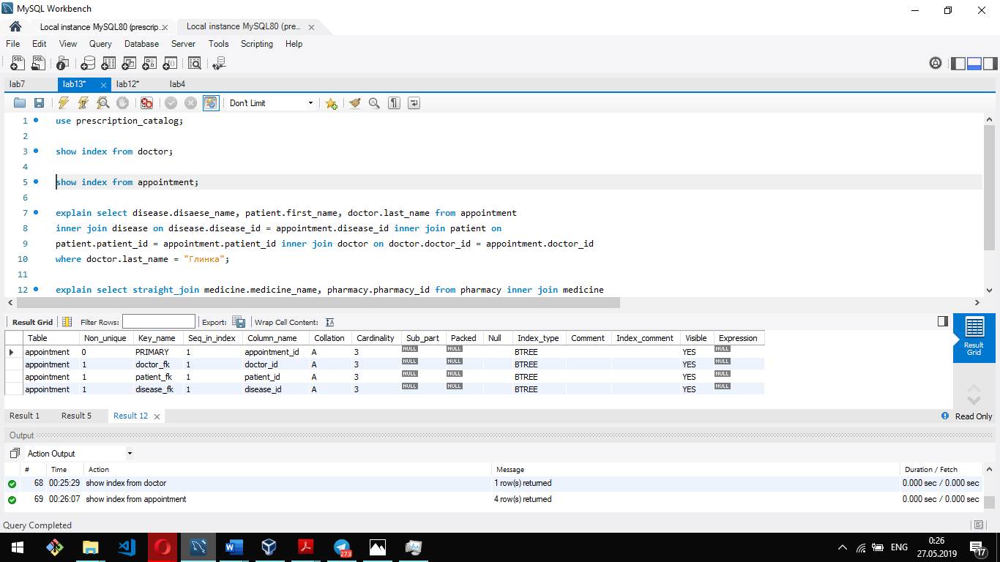 MySQL Workbench
Local instance MySQL80 (prescrip...
Local instance MySQL80 (pre...
File Edit View Query Database Server Tools Scripting Help
lab7 lab13* lab12* lab4
Don't Limit
1 use prescription_catalog;
2
3 show index from doctor;
4
5 show index from appointment;
6
7 explain select disease.disaese_name, patient.first_name, doctor.last_name from appointment
8 inner join disease on disease.disease_id = appointment.disease_id inner join patient on
9 patient.patient_id = appointment.patient_id inner join doctor on doctor.doctor_id = appointment.doctor_id
10 where doctor.last_name = "Глинка";
11
12 explain select straight_join medicine.medicine_name, pharmacy.pharmacy_id from pharmacy inner join medicine
Result Grid Filter Rows: Export: Wrap Cell Content:
Table Non_unique Key_name Seq_in_index Column_name Collation Cardinality Sub_part Packed Null Index_type Comment Index_comment Visible Expression
appointment 0 PRIMARY 1 appointment_id A 3 NULL NULL BTREE YES NULL
appointment 1 doctor_fk 1 doctor_id A 3 NULL NULL BTREE YES NULL
appointment 1 patient_fk 1 patient_id A 3 NULL NULL BTREE YES NULL
appointment 1 disease_fk 1 disease_id A 3 NULL NULL BTREE YES NULL
Result Grid
Result 1 Result 5 Result 12
Read Only
Output
Action Output
# Time Action Message Duration / Fetch
68 00:25:29 show index from doctor 1 row(s) returned 0.000 sec / 0.000 sec
69 00:26:07 show index from appointment 4 row(s) returned 0.000 sec / 0.000 sec
Query Completed
273
ENG
0:26
27.05.2019
17